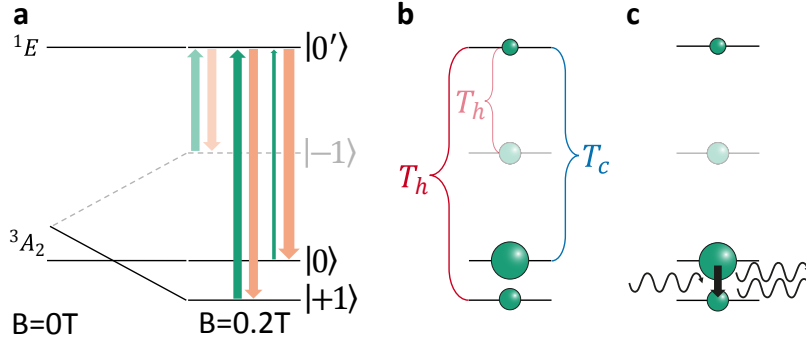 a
¹E
|0′⟩
|−1⟩
³A₂
|0⟩
|+1⟩
B=0T
B=0.2T
b
T_h
T_h
T_c
c